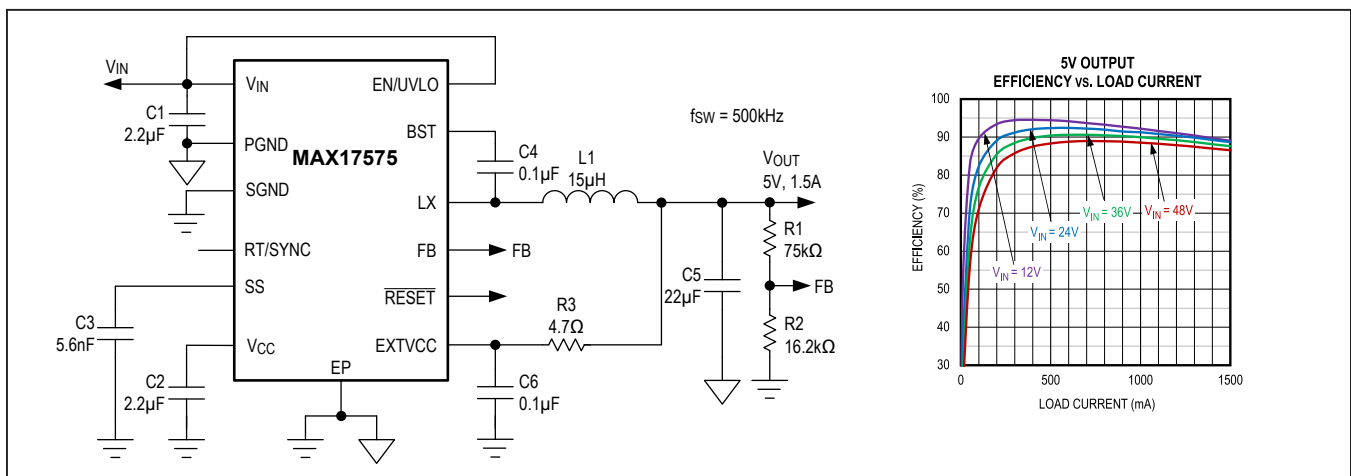 VIN
C1
2.2µF
VIN
PGND
SGND
RT/SYNC
SS
VCC
EP
MAX17575
EN/UVLO
BST
LX
FB
RESET
EXTVCC
C3
5.6nF
C2
2.2µF
C4
0.1µF
L1
15µH
fSW = 500kHz
FB
R3
4.7Ω
C6
0.1µF
VOUT
5V, 1.5A
C5
22µF
R1
75kΩ
FB
R2
16.2kΩ
5V OUTPUT
EFFICIENCY vs. LOAD CURRENT
EFFICIENCY (%)
100
90
80
70
60
50
40
30
VIN = 48V
VIN = 36V
VIN = 24V
VIN = 12V
0
500
1000
1500
LOAD CURRENT (mA)